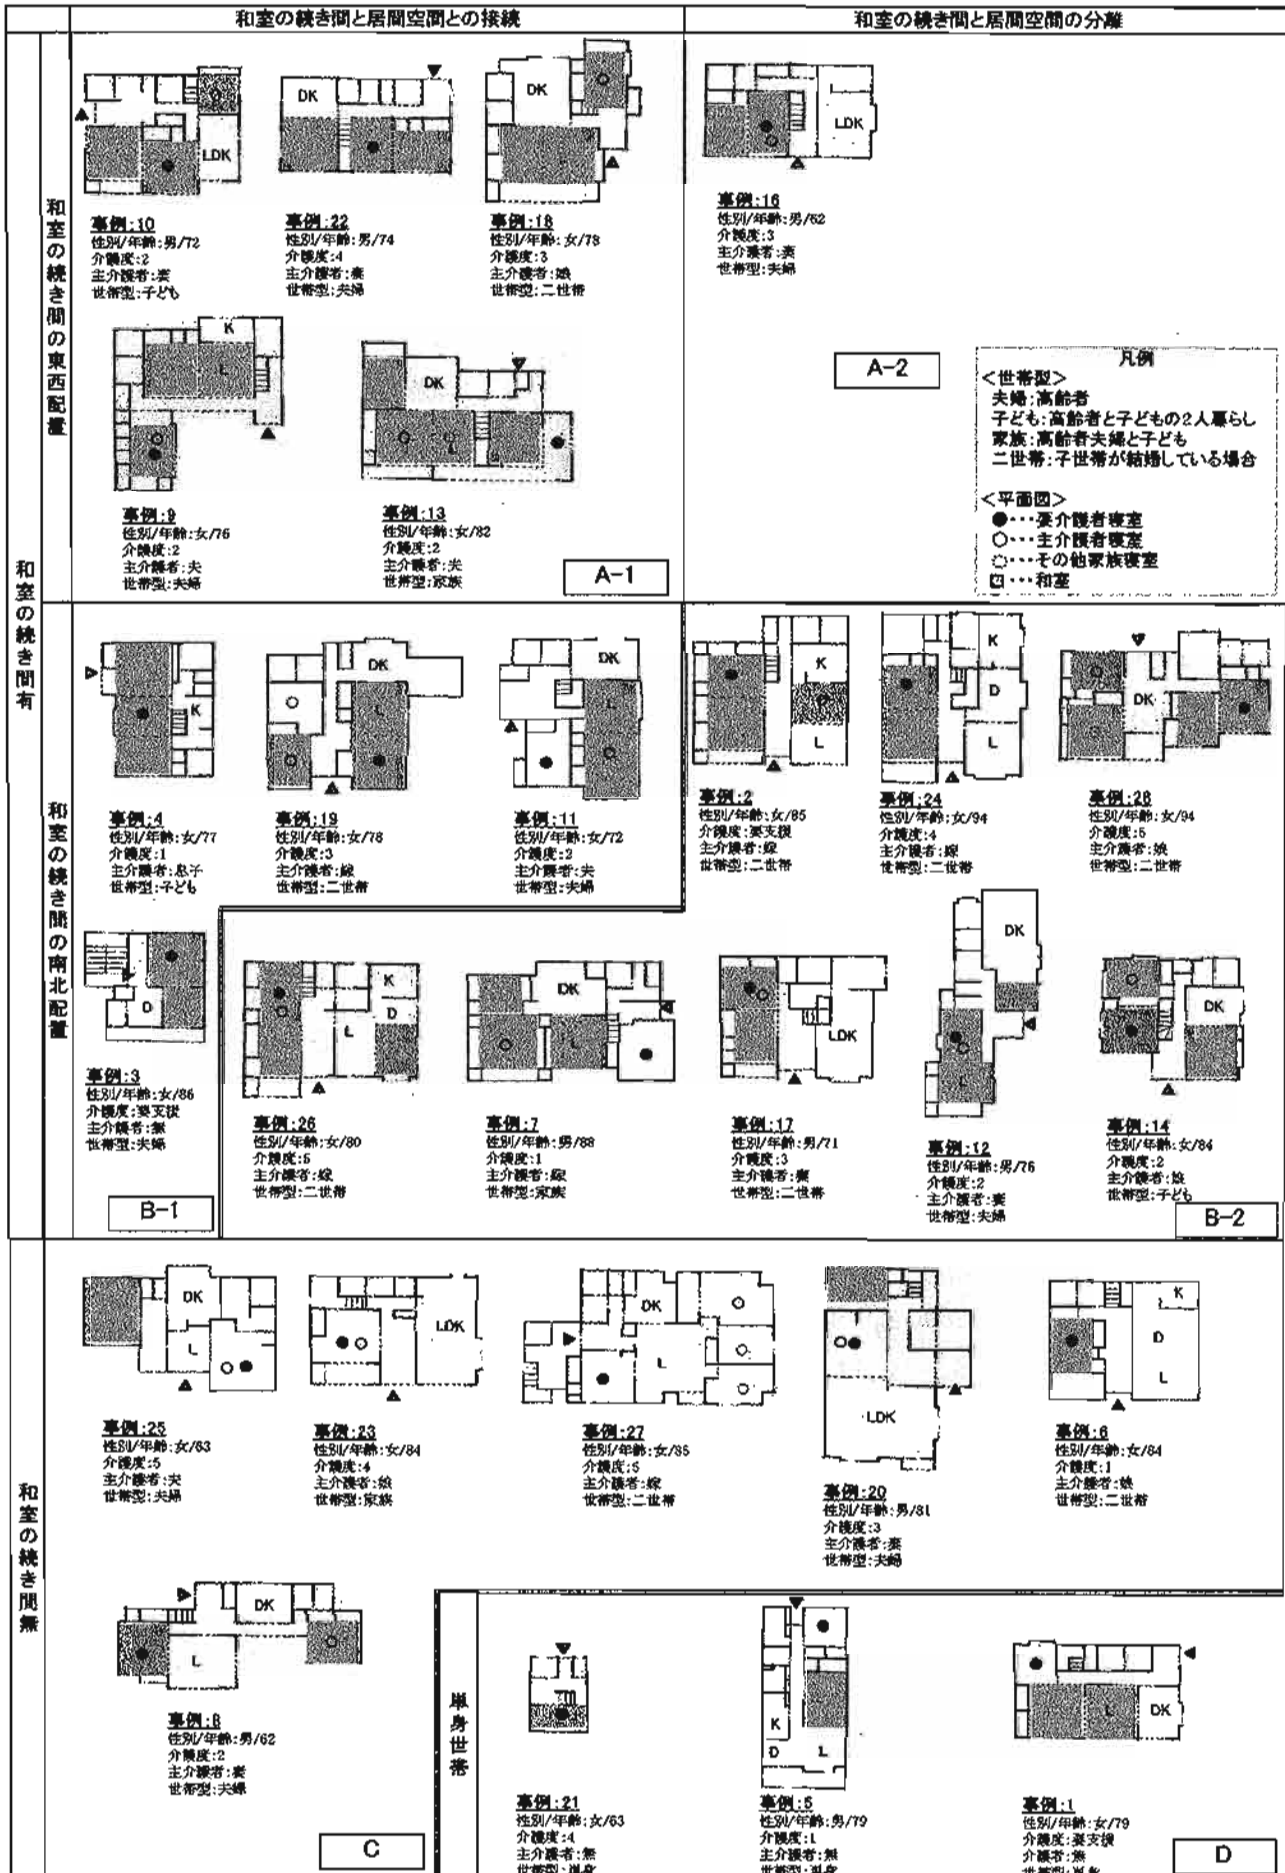 和室の続き間と居間空間との接続
和室の続き間と居間空間の分離
和室の続き間有
和室の続き間の東西配置
DK
DK
LDK
LDK
事例:10
性別/年齢:男/72
介護度:2
主介護者:妻
世帯型:子ども
事例:22
性別/年齢:男/74
介護度:4
主介護者:妻
世帯型:夫婦
事例:18
性別/年齢:女/78
介護度:3
主介護者:娘
世帯型:二世帯
事例:16
性別/年齢:男/62
介護度:3
主介護者:妻
世帯型:夫婦
K
L
DK
L
事例:9
性別/年齢:女/76
介護度:2
主介護者:夫
世帯型:夫婦
事例:13
性別/年齢:女/82
介護度:2
主介護者:夫
世帯型:家族
A-1
A-2
凡例
<世帯型>
夫婦:高齢者
子ども:高齢者と子どもの2人暮らし
家族:高齢者夫婦と子ども
二世帯:子世帯が結婚している場合
<平面図>
●・・・要介護者寝室
○・・・主介護者寝室
・・・その他家族寝室
・・・和室
和室の続き間の南北配置
K
DK
L
DK
L
K
L
K
D
L
DK
事例:4
性別/年齢:女/77
介護度:1
主介護者:息子
世帯型:子ども
事例:19
性別/年齢:女/78
介護度:3
主介護者:嫁
世帯型:二世帯
事例:11
性別/年齢:女/72
介護度:2
主介護者:夫
世帯型:夫婦
事例:2
性別/年齢:女/85
介護度:要支援
主介護者:嫁
世帯型:二世帯
事例:24
性別/年齢:女/94
介護度:4
主介護者:嫁
世帯型:二世帯
事例:28
性別/年齢:女/94
介護度:5
主介護者:娘
世帯型:二世帯
D
K
D
L
DK
L
LDK
DK
L
DK
事例:3
性別/年齢:女/86
介護度:要支援
主介護者:無
世帯型:夫婦
事例:26
性別/年齢:女/80
介護度:5
主介護者:嫁
世帯型:二世帯
事例:7
性別/年齢:男/88
介護度:1
主介護者:嫁
世帯型:家族
事例:17
性別/年齢:男/71
介護度:3
主介護者:妻
世帯型:二世帯
事例:12
性別/年齢:男/76
介護度:2
主介護者:妻
世帯型:夫婦
事例:14
性別/年齢:女/84
介護度:2
主介護者:娘
世帯型:子ども
B-1
B-2
和室の続き間無
DK
L
LDK
DK
L
LDK
K
D
L
事例:25
性別/年齢:女/83
介護度:5
主介護者:夫
世帯型:夫婦
事例:23
性別/年齢:女/84
介護度:4
主介護者:娘
世帯型:家族
事例:27
性別/年齢:女/85
介護度:5
主介護者:嫁
世帯型:二世帯
事例:20
性別/年齢:男/81
介護度:3
主介護者:妻
世帯型:夫婦
事例:6
性別/年齢:女/84
介護度:1
主介護者:娘
世帯型:二世帯
DK
L
事例:8
性別/年齢:男/62
介護度:2
主介護者:妻
世帯型:夫婦
C
単身世帯
K
D
L
L
DK
事例:21
性別/年齢:女/63
介護度:4
主介護者:無
世帯型:単身
事例:5
性別/年齢:男/79
介護度:1
主介護者:無
世帯型:単身
事例:1
性別/年齢:女/79
介護度:要支援
介護者:無
世帯型:単身
D